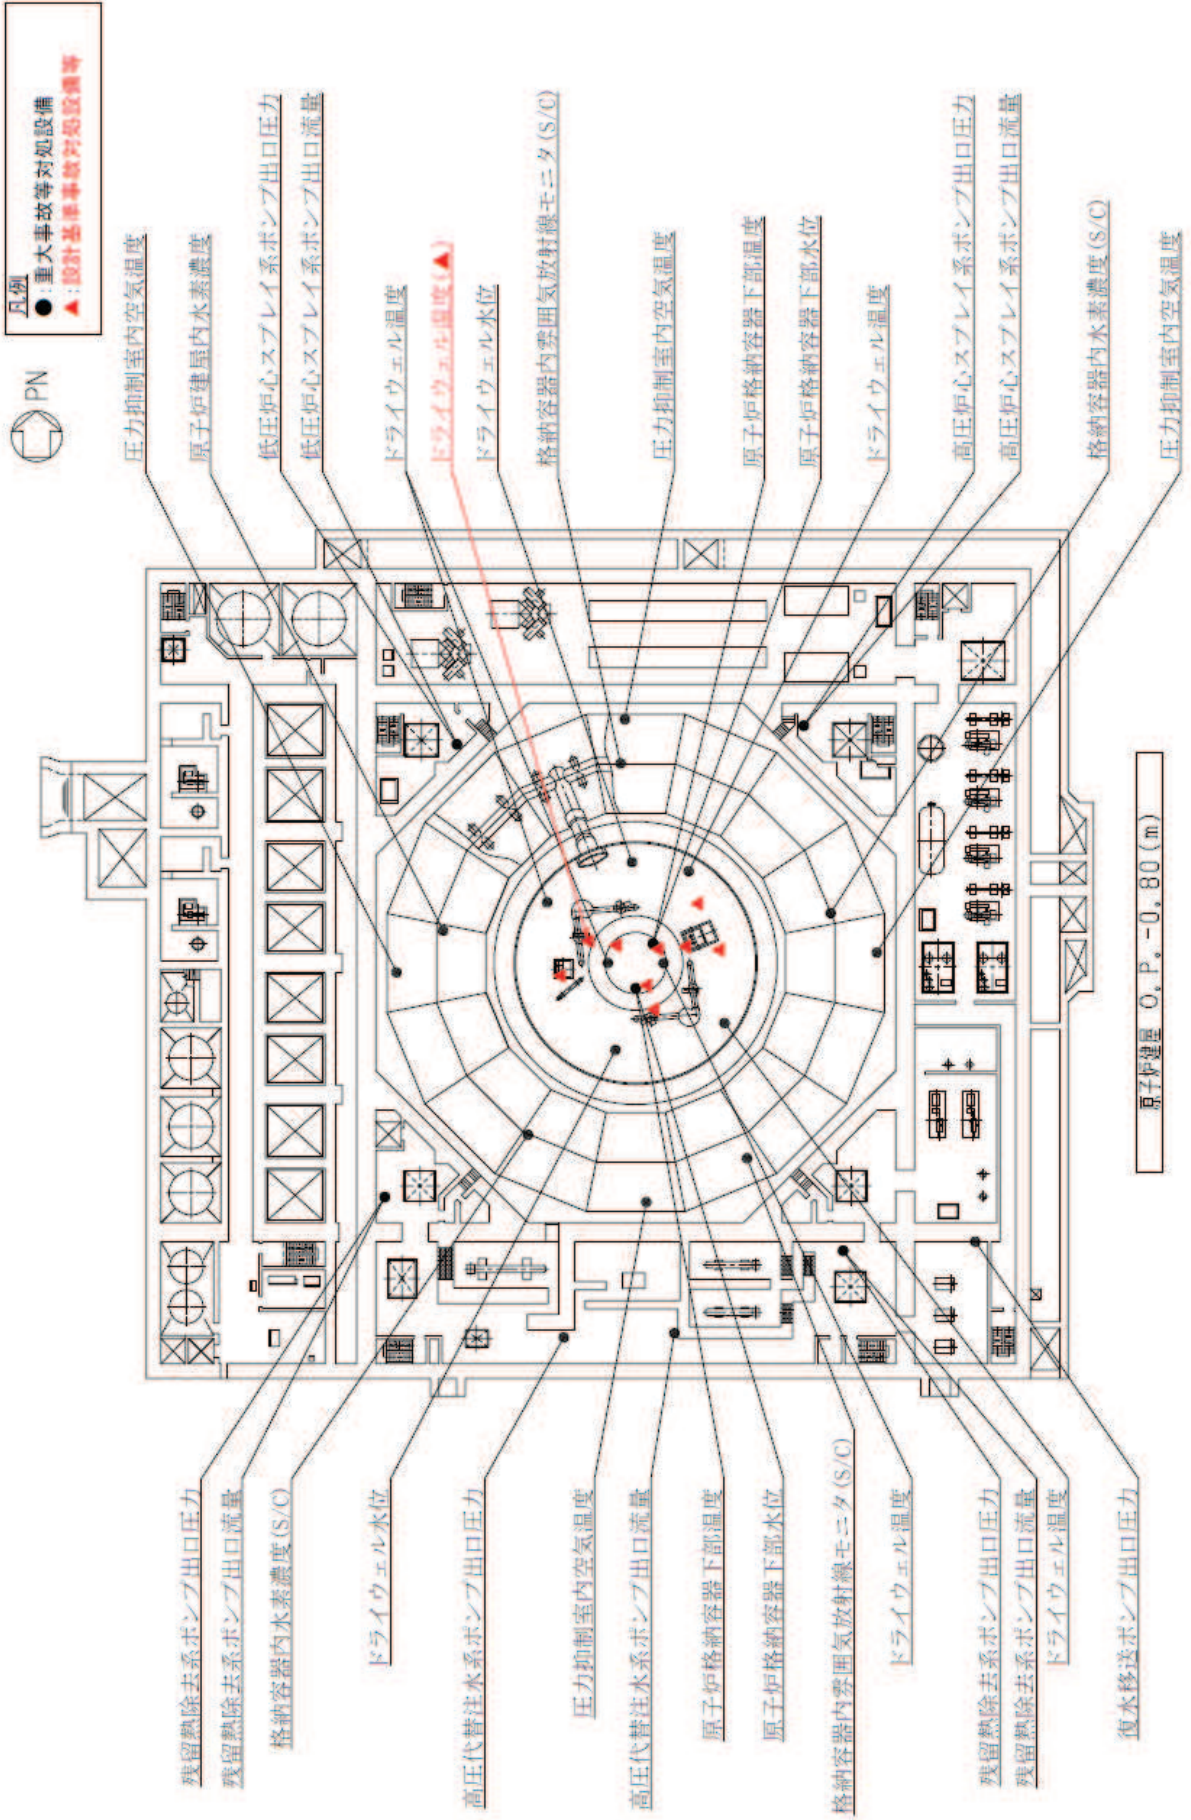 凡例
●:重大事故等対処設備
▲:設計基準事故対処設備等
PN
圧力抑制室内空気温度
原子炉建屋内水素濃度
低圧炉心スプレイ系ポンプ出口圧力
低圧炉心スプレイ系ポンプ出口流量
ドライウェル温度
ドライウェル温度(▲)
ドライウェル水位
格納容器内雰囲気放射線モニタ(S/C)
圧力抑制室内空気温度
原子炉格納容器下部温度
原子炉格納容器下部水位
ドライウェル温度
高圧炉心スプレイ系ポンプ出口圧力
高圧炉心スプレイ系ポンプ出口流量
格納容器内水素濃度(S/C)
圧力抑制室内空気温度
残留熱除去系ポンプ出口圧力
残留熱除去系ポンプ出口流量
格納容器内水素濃度(S/C)
ドライウェル水位
高圧代替注水系ポンプ出口圧力
圧力抑制室内空気温度
高圧代替注水系ポンプ出口流量
原子炉格納容器下部温度
原子炉格納容器下部水位
格納容器内雰囲気放射線モニタ(S/C)
ドライウェル温度
残留熱除去系ポンプ出口圧力
残留熱除去系ポンプ出口流量
ドライウェル温度
復水移送ポンプ出口圧力
原子炉建屋 O.P.-0.80(m)